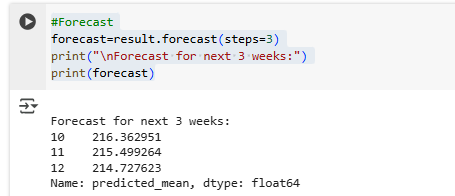 #Forecast
forecast=result.forecast(steps=3)
print("\nForecast for next 3 weeks:")
print(forecast)
Forecast for next 3 weeks:
10    216.362951
11    215.499264
12    214.727623
Name: predicted_mean, dtype: float64